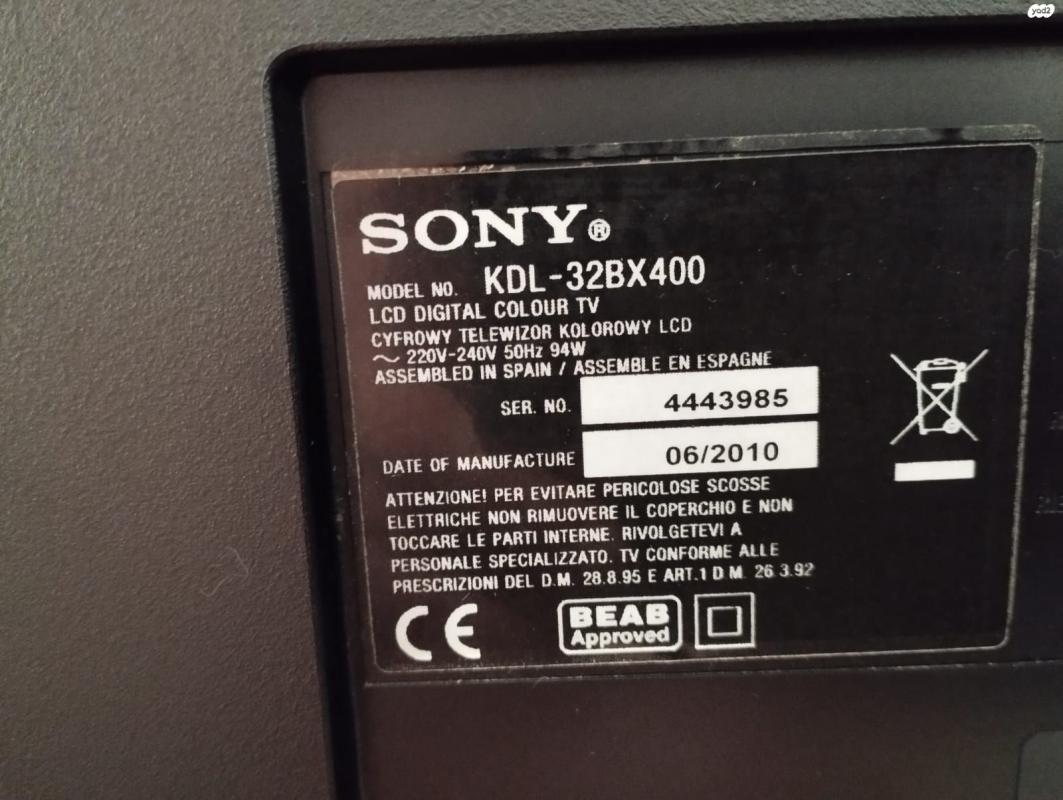 yad2
SONY®
MODEL NO. KDL-32BX400
LCD DIGITAL COLOUR TV
CYFROWY TELEWIZOR KOLOROWY LCD
~ 220V-240V 50Hz 94W
ASSEMBLED IN SPAIN / ASSEMBLE EN ESPAGNE
SER. NO. 4443985
DATE OF MANUFACTURE 06/2010
ATTENZIONE! PER EVITARE PERICOLOSE SCOSSE
ELETTRICHE NON RIMUOVERE IL COPERCHIO E NON
TOCCARE LE PARTI INTERNE. RIVOLGETEVI A
PERSONALE SPECIALIZZATO. TV CONFORME ALLE
PRESCRIZIONI DEL D.M. 28.8.95 E ART.1 D M. 26.3.92
CE
BEAB
Approved